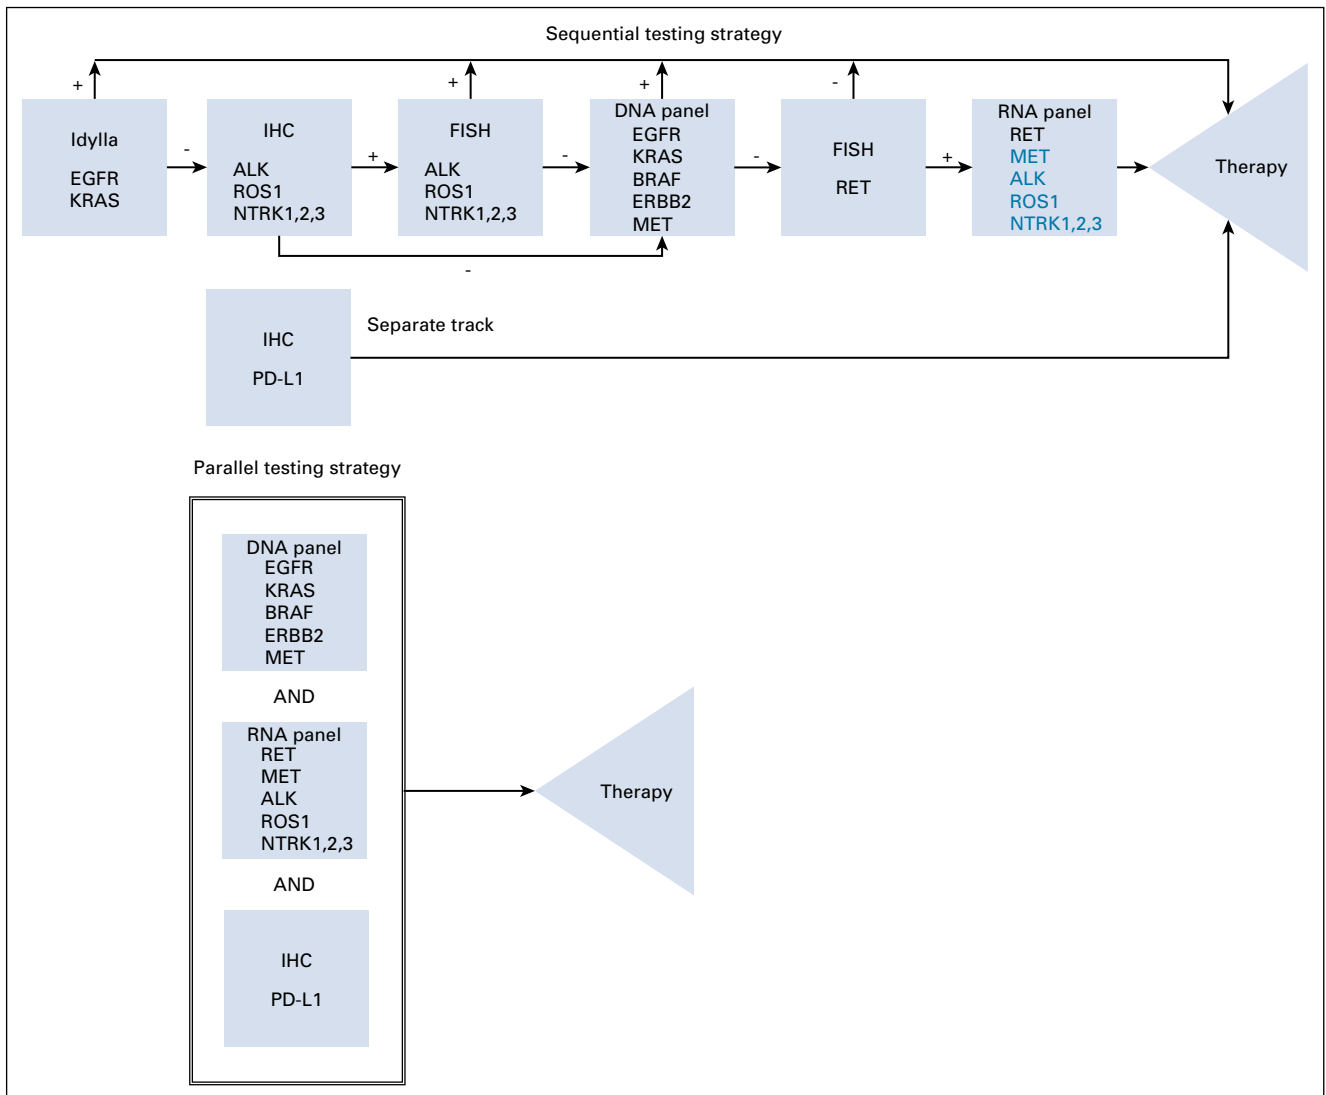 Sequential testing strategy
+
+
+
-
Idylla
EGFR
KRAS
-
IHC
ALK
ROS1
NTRK1,2,3
+
FISH
ALK
ROS1
NTRK1,2,3
-
DNA panel
EGFR
KRAS
BRAF
ERBB2
MET
-
FISH
RET
+
RNA panel
RET
MET
ALK
ROS1
NTRK1,2,3
Therapy
-
IHC
PD-L1
Separate track
Parallel testing strategy
DNA panel
EGFR
KRAS
BRAF
ERBB2
MET
AND
RNA panel
RET
MET
ALK
ROS1
NTRK1,2,3
AND
IHC
PD-L1
Therapy